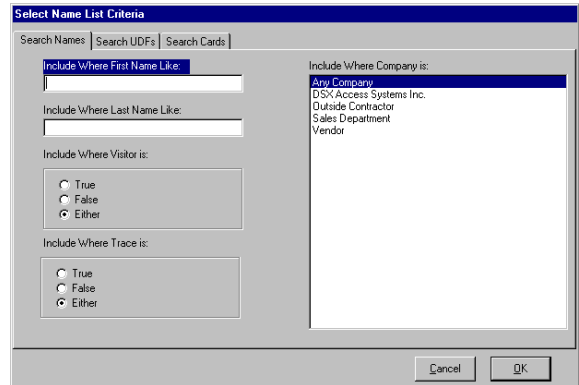 Select Name List Criteria
Search Names Search UDFs Search Cards
Include Where First Name Like:
Include Where Last Name Like:
Include Where Visitor is:
True
False
Either
Include Where Trace is:
True
False
Either
Include Where Company is:
Any Company
DSX Access Systems Inc.
Outside Contractor
Sales Department
Vendor
Cancel OK